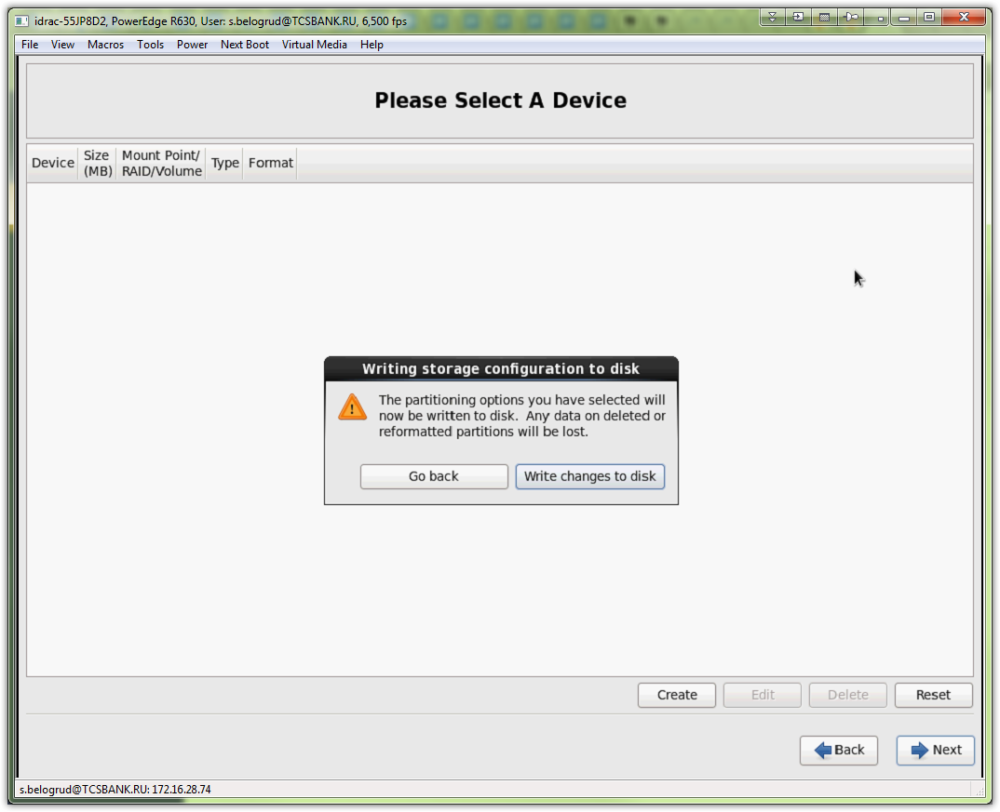 idrac-55JP8D2, PowerEdge R630, User: s.belogrud@TCSBANK.RU, 6,500 fps
File View Macros Tools Power Next Boot Virtual Media Help
Please Select A Device
Device
Size
(MB)
Mount Point/
RAID/Volume
Type
Format
Writing storage configuration to disk
The partitioning options you have selected will
now be written to disk.  Any data on deleted or
reformatted partitions will be lost.
Go back
Write changes to disk
Create
Edit
Delete
Reset
Back
Next
s.belogrud@TCSBANK.RU: 172.16.28.74